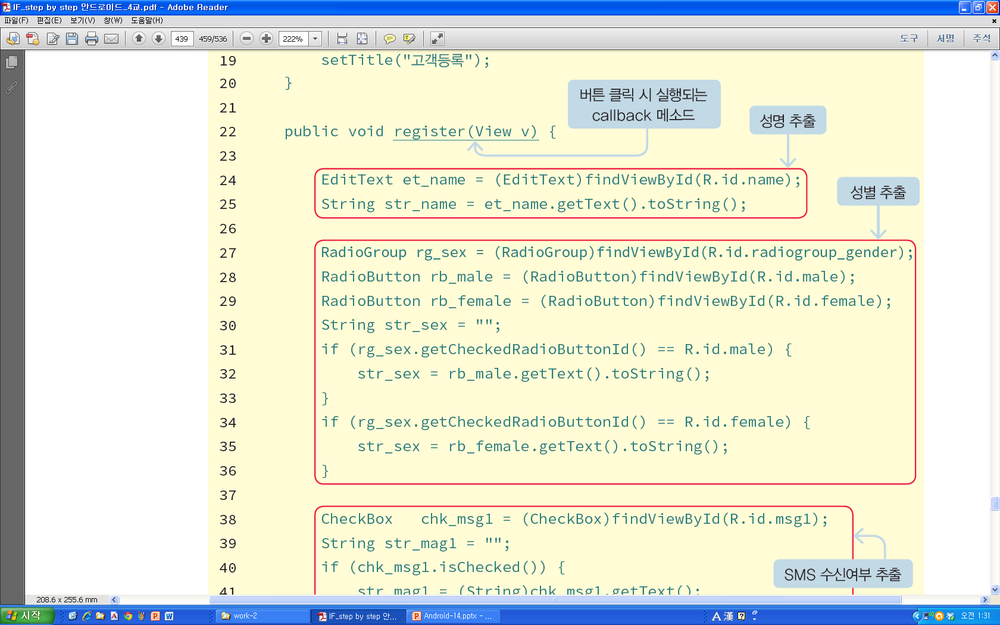 IF_step by step 안드로이드_4교.pdf - Adobe Reader
파일(F) 편집(E) 보기(V) 창(W) 도움말(H)
439 459/536 222% 도구 서명 주석
19 setTitle("고객등록");
20 }
버튼 클릭 시 실행되는
callback 메소드
성명 추출
21
22 public void register(View v) {
23
24 EditText et_name = (EditText)findViewById(R.id.name);
성별 추출
25 String str_name = et_name.getText().toString();
26
27 RadioGroup rg_sex = (RadioGroup)findViewById(R.id.radiogroup_gender);
28 RadioButton rb_male = (RadioButton)findViewById(R.id.male);
29 RadioButton rb_female = (RadioButton)findViewById(R.id.female);
30 String str_sex = "";
31 if (rg_sex.getCheckedRadioButtonId() == R.id.male) {
32 str_sex = rb_male.getText().toString();
33 }
34 if (rg_sex.getCheckedRadioButtonId() == R.id.female) {
35 str_sex = rb_female.getText().toString();
36 }
37
38 CheckBox chk_msg1 = (CheckBox)findViewById(R.id.msg1);
39 String str_mag1 = "";
40 if (chk_msg1.isChecked()) {
SMS 수신여부 추출
41 str_mag1 = (String)chk_msg1.getText();
208.6 x 255.6 mm
시작 work-2 IF_step by step 안... Android-14.pptx - ... A 漢 오전 1:31